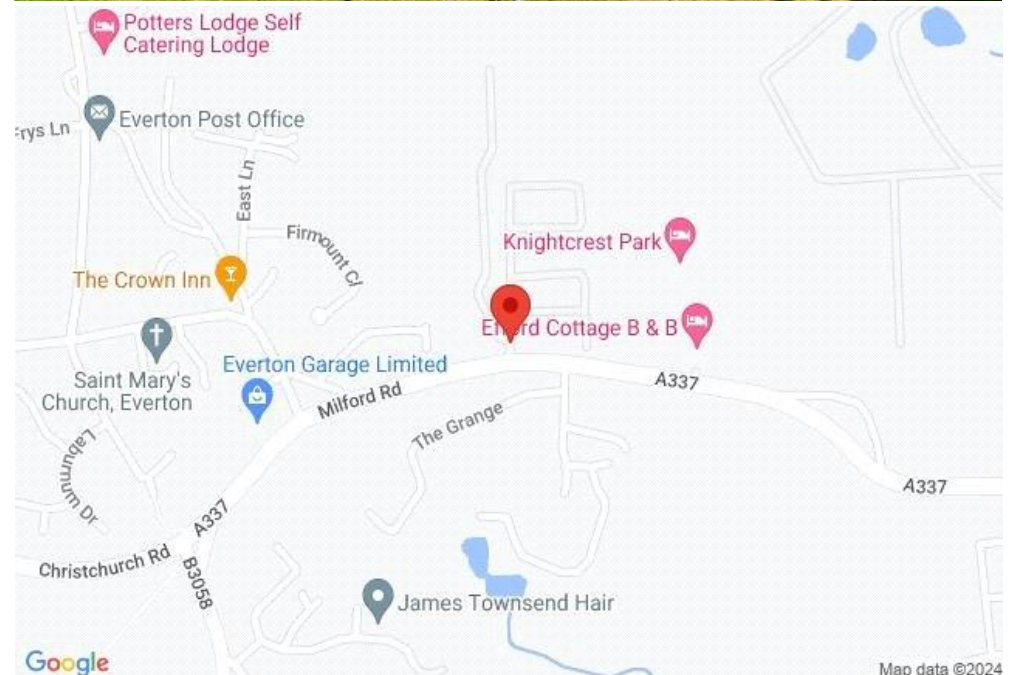 Potters Lodge Self
Catering Lodge
Everton Post Office
Frys Ln
East Ln
Firmount Cl
Knightcrest Park
The Crown Inn
Cottage B & B
Everton Garage Limited
Saint Mary's
Church, Everton
Milford Rd
A337
The Grange
Laburnum Dr
A337
A337
Christchurch Rd
B3058
James Townsend Hair
Google
Map data ©2024